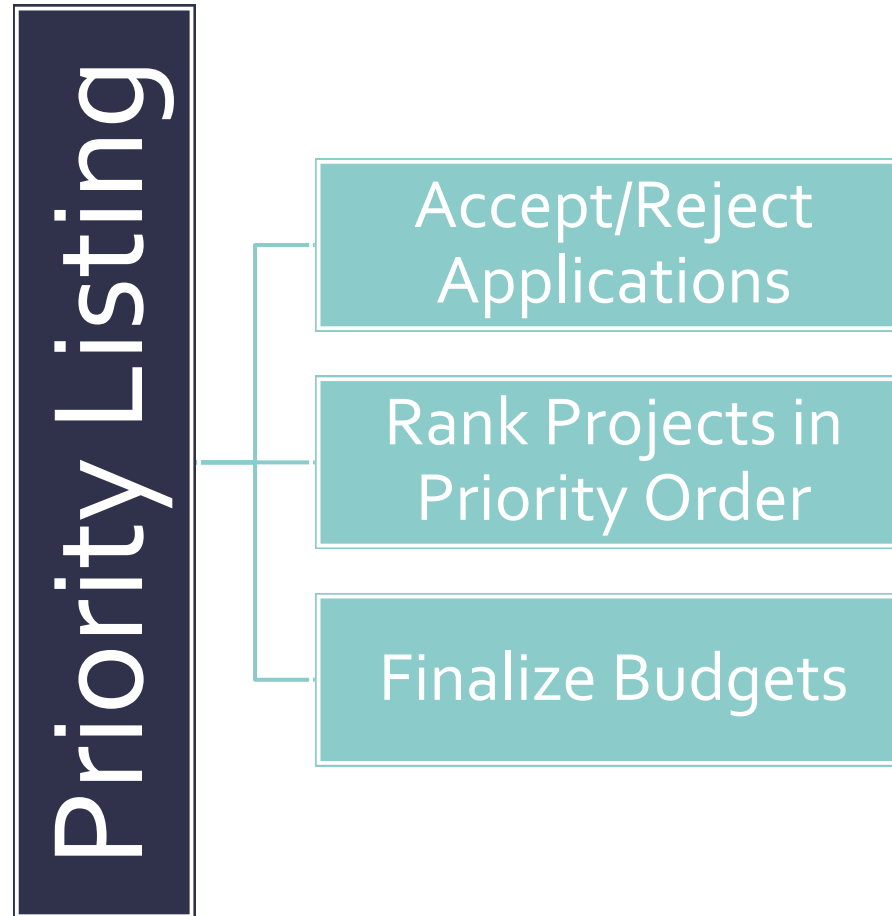 Priority Listing
Accept/Reject
Applications
Rank Projects in
Priority Order
Finalize Budgets